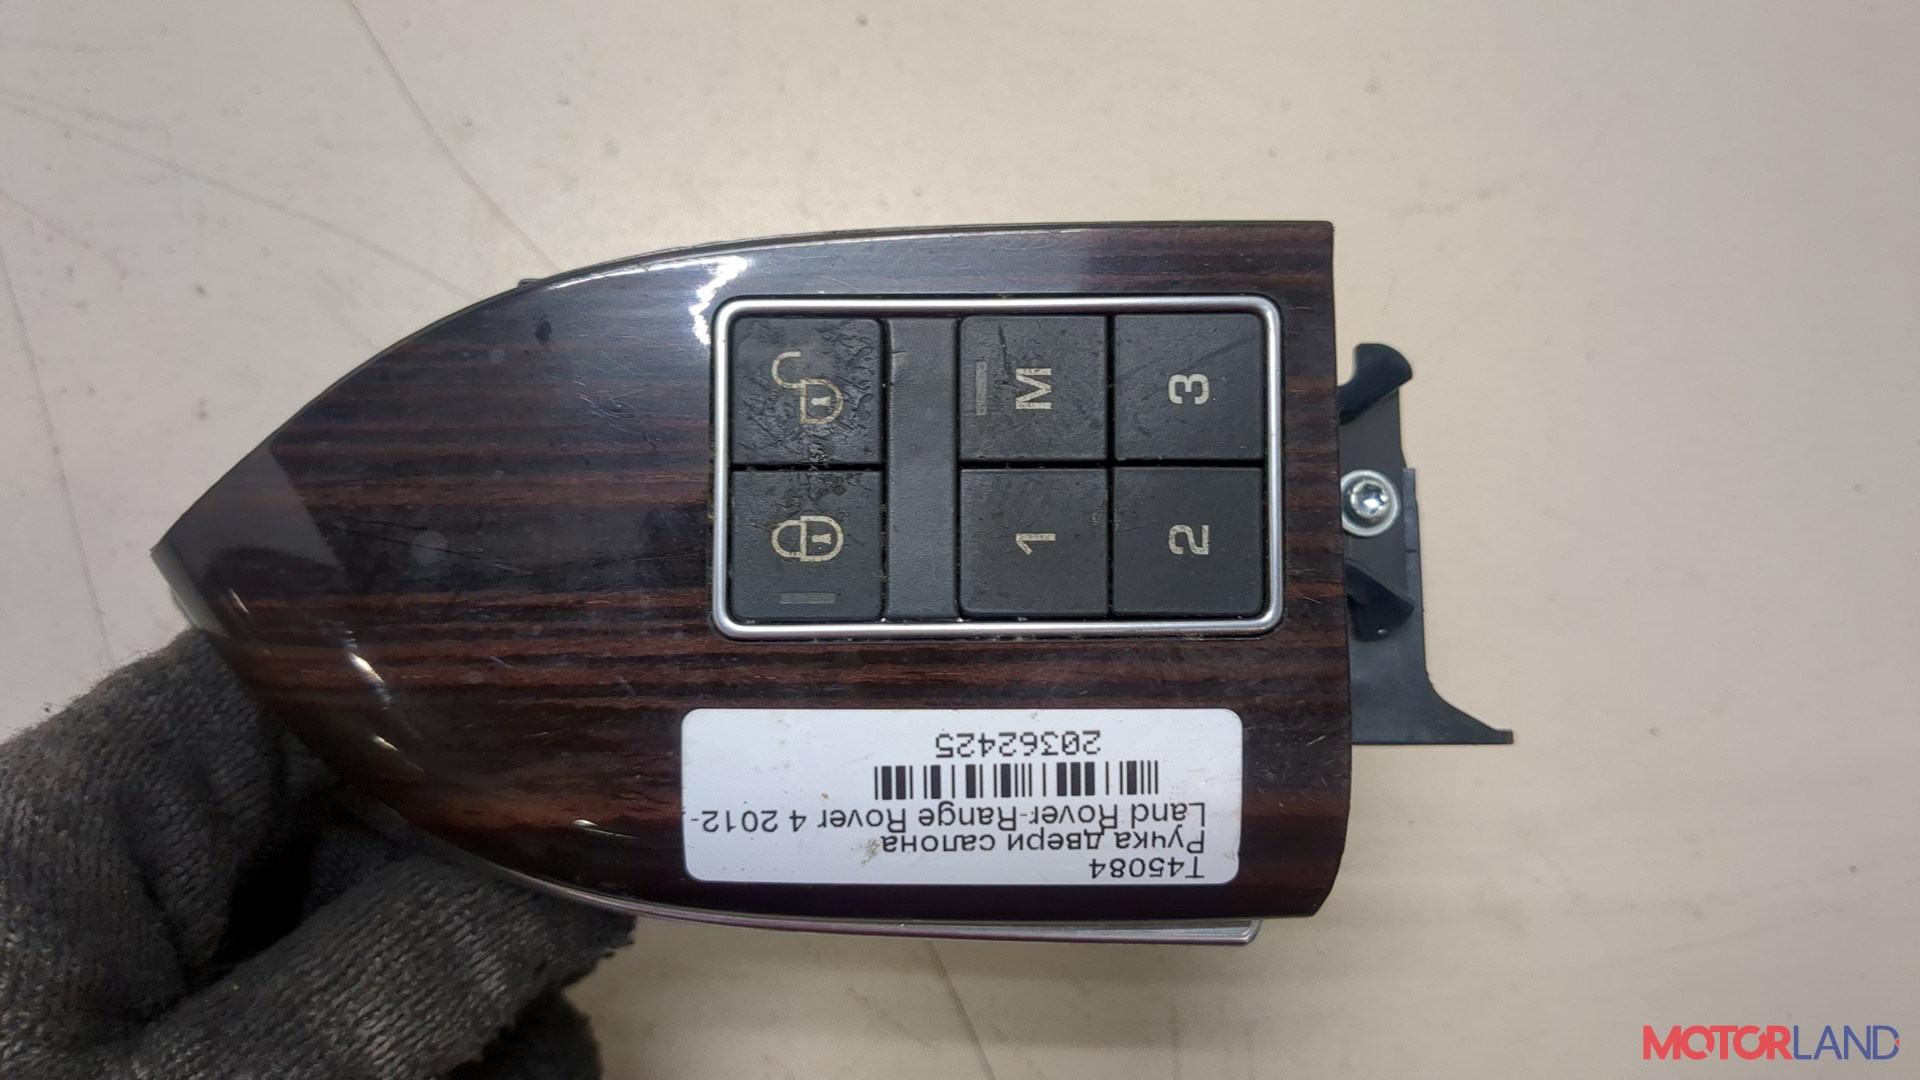 M 3
1 2
T45084
Ручка двери салона
Land Rover-Range Rover 4 2012-
20362425
MOTORLAND